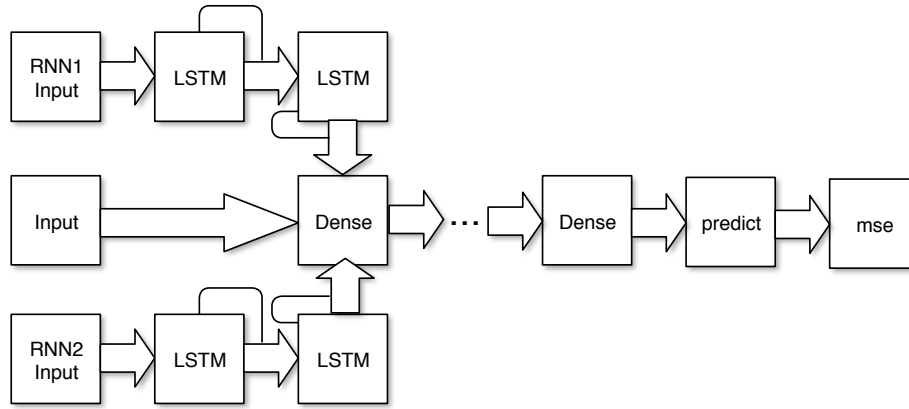 RNN1
Input
LSTM
LSTM
Input
Dense
...
Dense
predict
mse
RNN2
Input
LSTM
LSTM